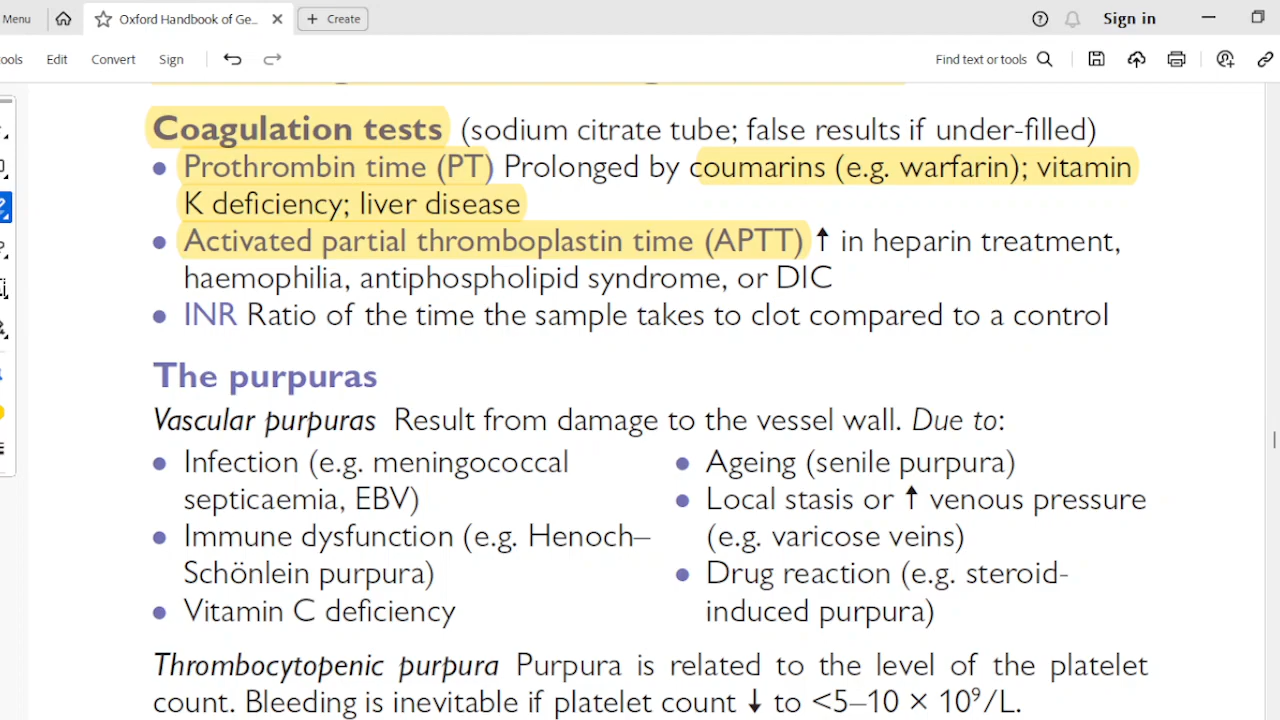 Menu
Oxford Handbook of Ge...
Create
Sign in
ools
Edit
Convert
Sign
Find text or tools
Coagulation tests (sodium citrate tube; false results if under-filled)
• Prothrombin time (PT) Prolonged by coumarins (e.g. warfarin); vitamin
K deficiency; liver disease
• Activated partial thromboplastin time (APTT) ↑ in heparin treatment,
haemophilia, antiphospholipid syndrome, or DIC
• INR Ratio of the time the sample takes to clot compared to a control
The purpuras
Vascular purpuras Result from damage to the vessel wall. Due to:
• Infection (e.g. meningococcal
septicaemia, EBV)
• Immune dysfunction (e.g. Henoch–
Schönlein purpura)
• Vitamin C deficiency
• Ageing (senile purpura)
• Local stasis or ↑ venous pressure
(e.g. varicose veins)
• Drug reaction (e.g. steroid-
induced purpura)
Thrombocytopenic purpura Purpura is related to the level of the platelet
count. Bleeding is inevitable if platelet count ↓ to <5–10 × 10⁹/L.